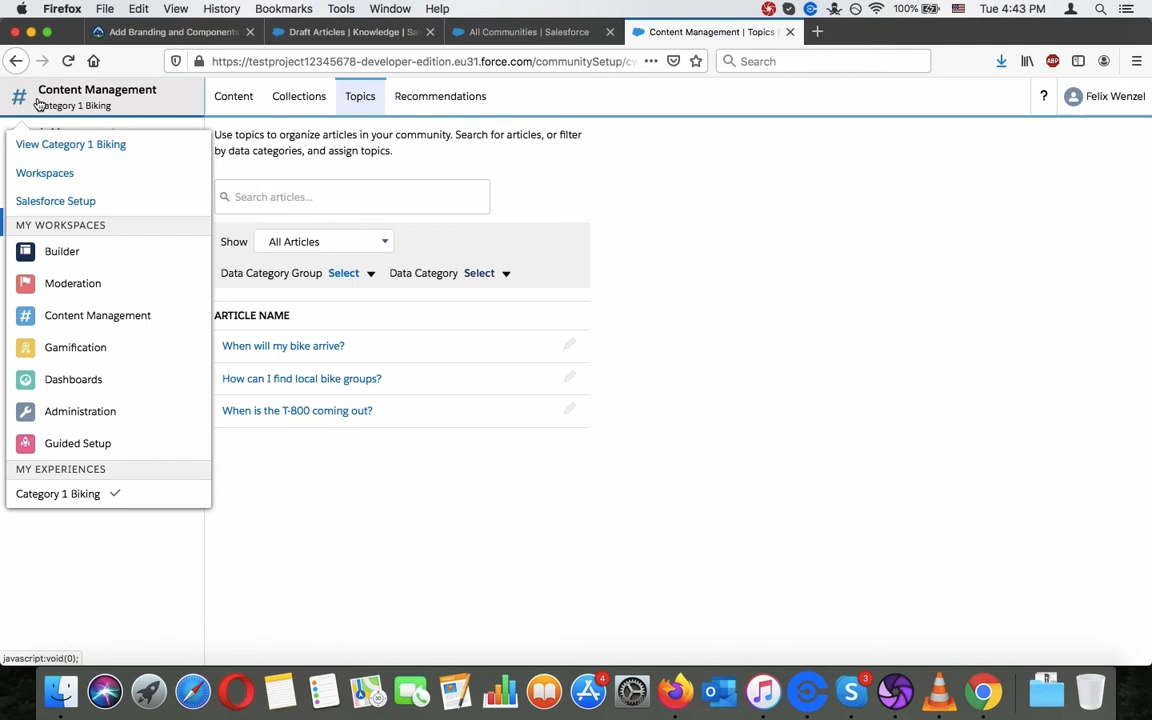 Firefox File Edit View History Bookmarks Tools Window Help 100% Tue 4:43 PM
Add Branding and Components Draft Articles | Knowledge | Sa All Communities | Salesforce Content Management | Topics
https://testproject12345678-developer-edition.eu31.force.com/communitySetup/cw Search
Content Management
Category 1 Biking
Content Collections Topics Recommendations ? Felix Wenzel
View Category 1 Biking
Workspaces
Salesforce Setup
MY WORKSPACES
Builder
Moderation
Content Management
Gamification
Dashboards
Administration
Guided Setup
MY EXPERIENCES
Category 1 Biking
Use topics to organize articles in your community. Search for articles, or filter
by data categories, and assign topics.
Search articles...
Show All Articles
Data Category Group Select Data Category Select
ARTICLE NAME
When will my bike arrive?
How can I find local bike groups?
When is the T-800 coming out?
javascript:void(0);
4
3